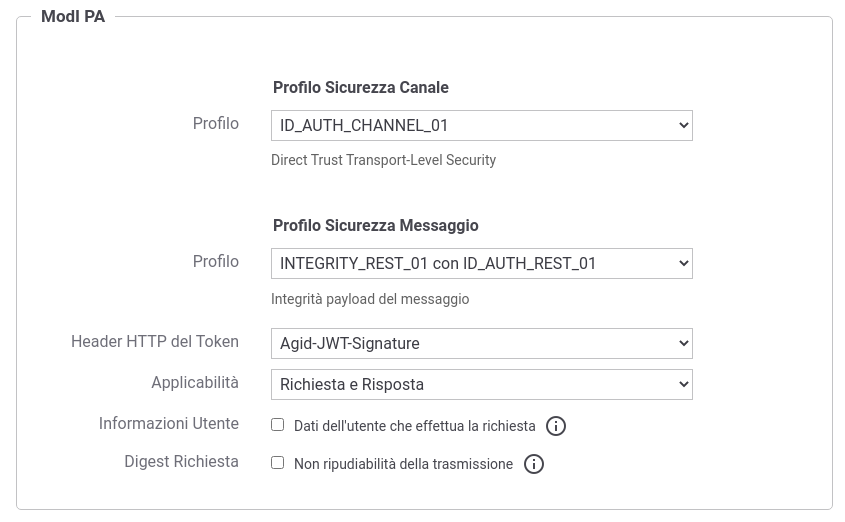 ModI PA
Profilo Sicurezza Canale
Profilo
ID_AUTH_CHANNEL_01
Direct Trust Transport-Level Security
Profilo Sicurezza Messaggio
Profilo
INTEGRITY_REST_01 con ID_AUTH_REST_01
Integrità payload del messaggio
Header HTTP del Token
Agid-JWT-Signature
Applicabilità
Richiesta e Risposta
Informazioni Utente
Dati dell'utente che effettua la richiesta
Digest Richiesta
Non ripudiabilità della trasmissione